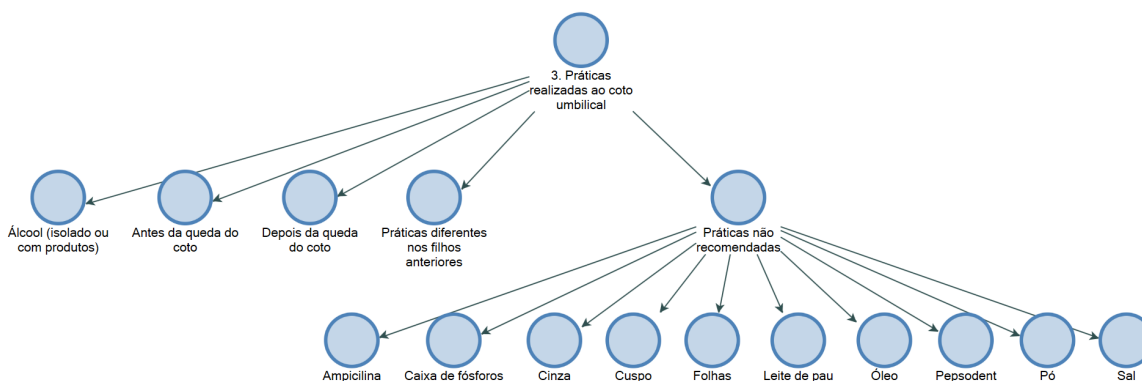 3. Práticas
realizadas ao coto
umbilical
Álcool (isolado ou
com produtos)
Antes da queda do
coto
Depois da queda
do coto
Práticas diferentes
nos filhos
anteriores
Práticas não
recomendadas
Ampicilina
Caixa de fósforos
Cinza
Cuspo
Folhas
Leite de pau
Óleo
Pepsodent
Pó
Sal